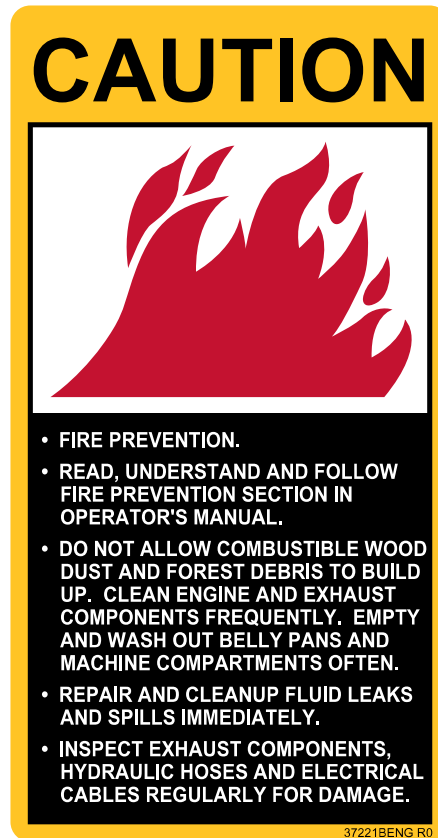 CAUTION
• FIRE PREVENTION.
• READ, UNDERSTAND AND FOLLOW
FIRE PREVENTION SECTION IN
OPERATOR'S MANUAL.
• DO NOT ALLOW COMBUSTIBLE WOOD
DUST AND FOREST DEBRIS TO BUILD
UP.  CLEAN ENGINE AND EXHAUST
COMPONENTS FREQUENTLY.  EMPTY
AND WASH OUT BELLY PANS AND
MACHINE COMPARTMENTS OFTEN.
• REPAIR AND CLEANUP FLUID LEAKS
AND SPILLS IMMEDIATELY.
• INSPECT EXHAUST COMPONENTS,
HYDRAULIC HOSES AND ELECTRICAL
CABLES REGULARLY FOR DAMAGE.
37221BENG R0